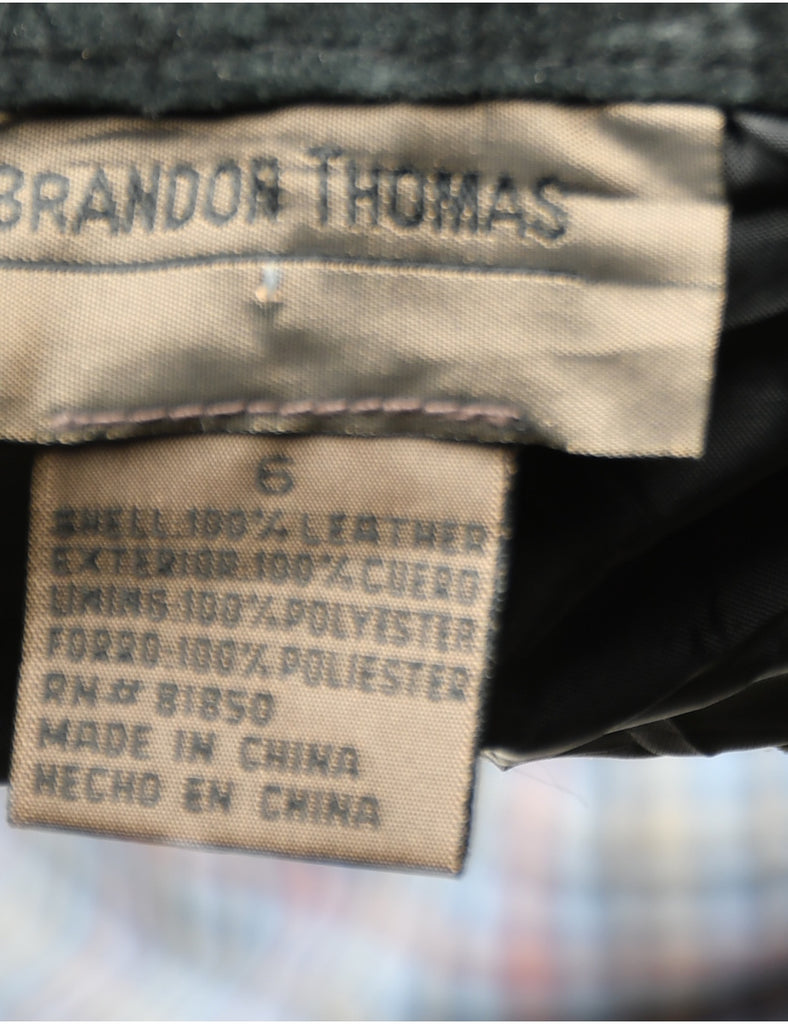 BRANDON THOMAS
6
SHELL:100% LEATHER
EXTERIOR:100% CUERO
LINING:100% POLYESTER
FORRO:100% POLIESTER
RN# 81850
MADE IN CHINA
HECHO EN CHINA